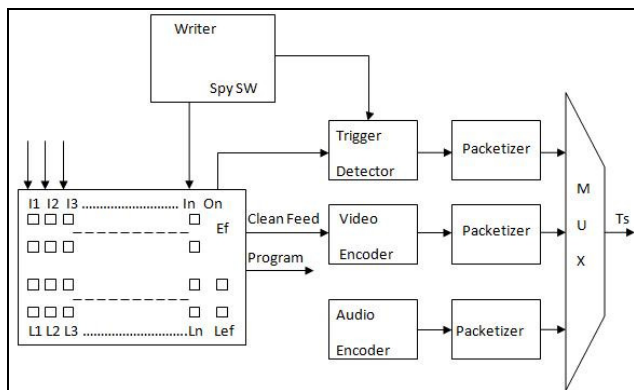 Writer
Spy SW
Trigger
Detector
Packetizer
I1 I2 I3 ........................ In On
Ef
Clean Feed
Program
Video
Encoder
Packetizer
M
U
X
Ts
L1 L2 L3..............................Ln Lef
Audio
Encoder
Packetizer